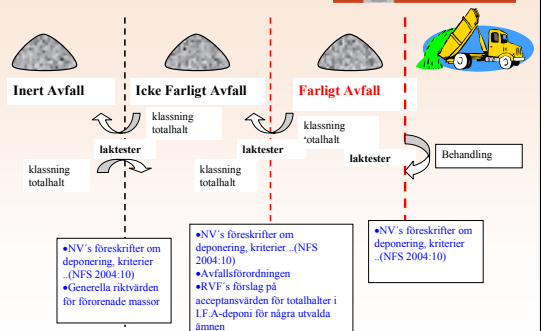 Inert Avfall
Icke Farligt Avfall
Farligt Avfall
klassning
totalhalt
laktester
klassning
totalhalt
klassning
totalhalt
laktester
klassning
totalhalt
laktester
Behandling
•NV´s föreskrifter om
deponering, kriterier
..(NFS 2004:10)
•Generella riktvärden
för förorenade massor
•NV´s föreskrifter om
deponering, kriterier ..(NFS
2004:10)
•Avfallsförordningen
•RVF´s förslag på
acceptansvärden för totalhalter i
I.F.A-deponi för några utvalda
ämnen
•NV´s föreskrifter om
deponering, kriterier
..(NFS 2004:10)